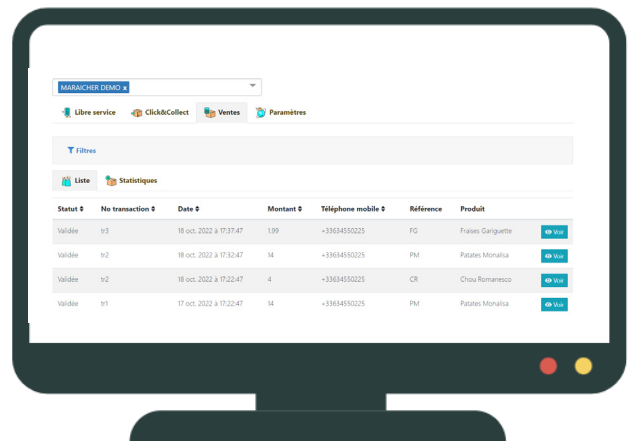 MARAICHER DEMO x
Libre service Click&Collect Ventes Paramètres
Filtres
Liste Statistiques
Statut No transaction Date Montant Téléphone mobile Référence Produit
Validée tr3 18 oct. 2022 à 17:37:47 1.99 +33634550225 FG Fraises Gariguette Voir
Validée tr2 18 oct. 2022 à 17:32:47 14 +33634550225 PM Patates Monalisa Voir
Validée tr2 18 oct. 2022 à 17:22:47 4 +33634550225 CR Chou Romanesco Voir
Validée tr1 17 oct. 2022 à 17:22:47 14 +33634550225 PM Patates Monalisa Voir